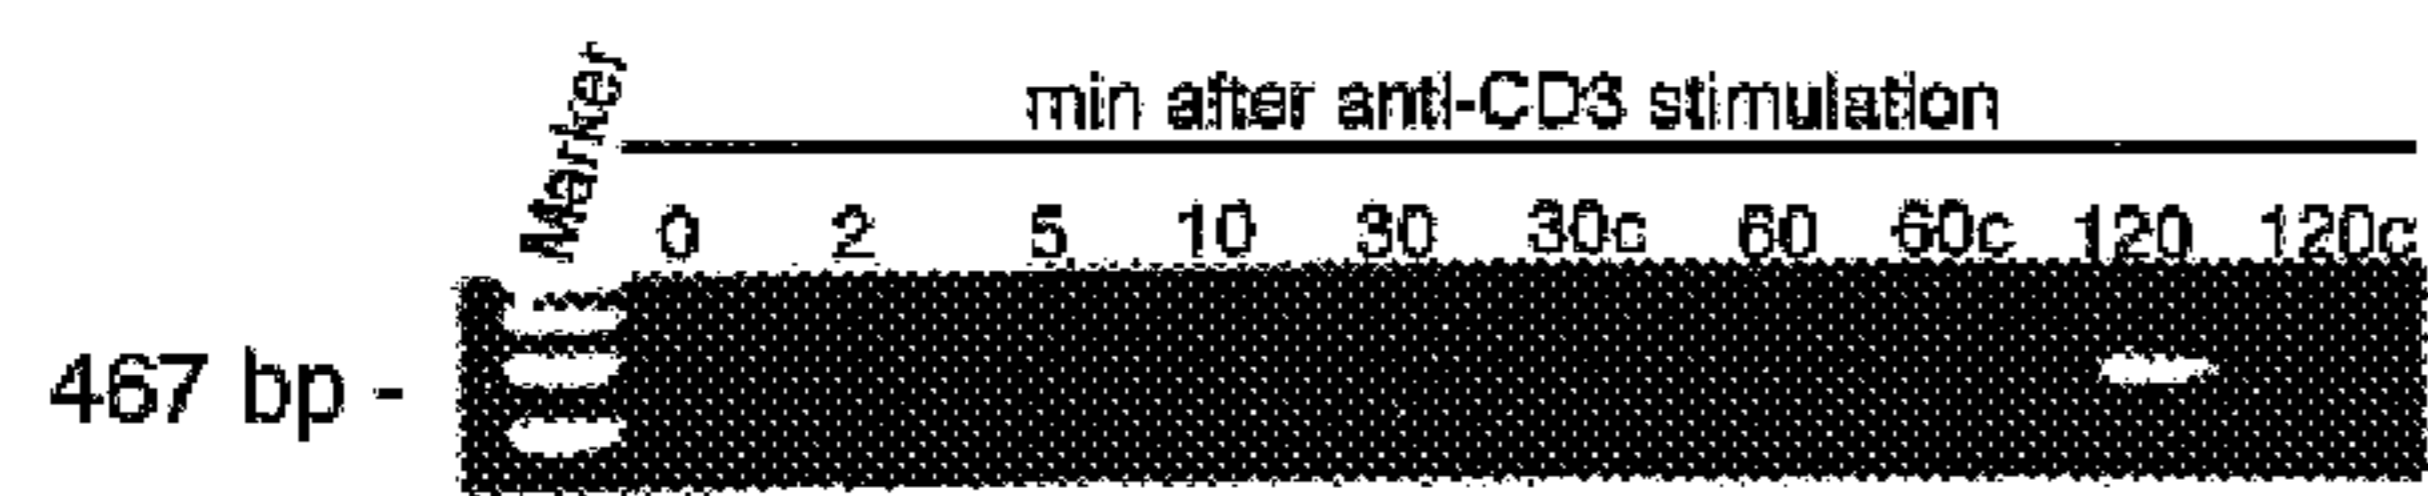 Marker
min after anti-CD3 stimulation
0 2 5 10 30 30c 60 60c 120 120c
467 bp -